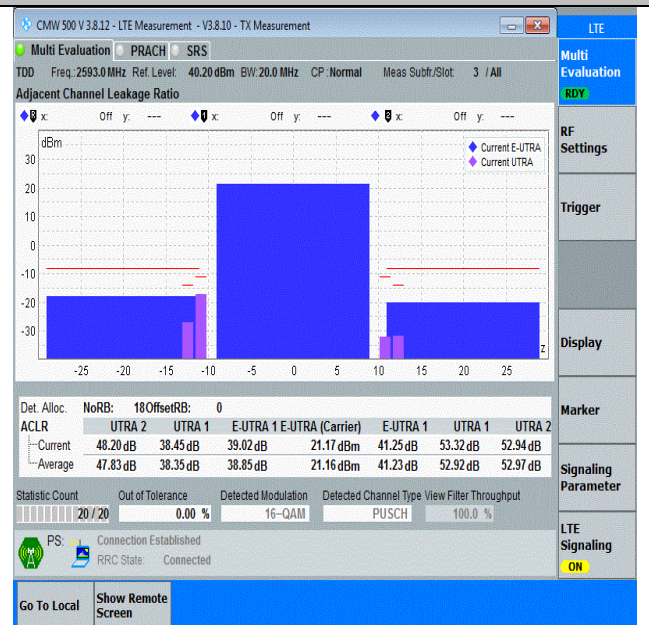 CMW 500 V 3.8.12 - LTE Measurement - V3.8.10 - TX Measurement
LTE
Multi Evaluation PRACH SRS
TDD Freq.:2593.0 MHz Ref. Level: 40.20 dBm BW: 20.0 MHz CP : Normal Meas Subfr./Slot: 3 / All
Adjacent Channel Leakage Ratio
x: Off y: --- x: Off y: --- x: Off y: ---
dBm
Current E-UTRA
Current UTRA
30
20
10
0
-10
-20
-30
z
-25 -20 -15 -10 -5 0 5 10 15 20 25
Det. Alloc. NoRB: 18 OffsetRB: 0
ACLR UTRA 2 UTRA 1 E-UTRA 1 E-UTRA (Carrier) E-UTRA 1 UTRA 1 UTRA 2
Current 48.20 dB 38.45 dB 39.02 dB 21.17 dBm 41.25 dB 53.32 dB 52.94 dB
Average 47.83 dB 38.35 dB 38.85 dB 21.16 dBm 41.23 dB 52.92 dB 52.97 dB
Statistic Count Out of Tolerance Detected Modulation Detected Channel Type View Filter Throughput
20 / 20 0.00 % 16-QAM PUSCH 100.0 %
PS: Connection Established
RRC State: Connected
Multi
Evaluation
RDY
RF
Settings
Trigger
Display
Marker
Signaling
Parameter
LTE
Signaling
ON
Go To Local
Show Remote
Screen